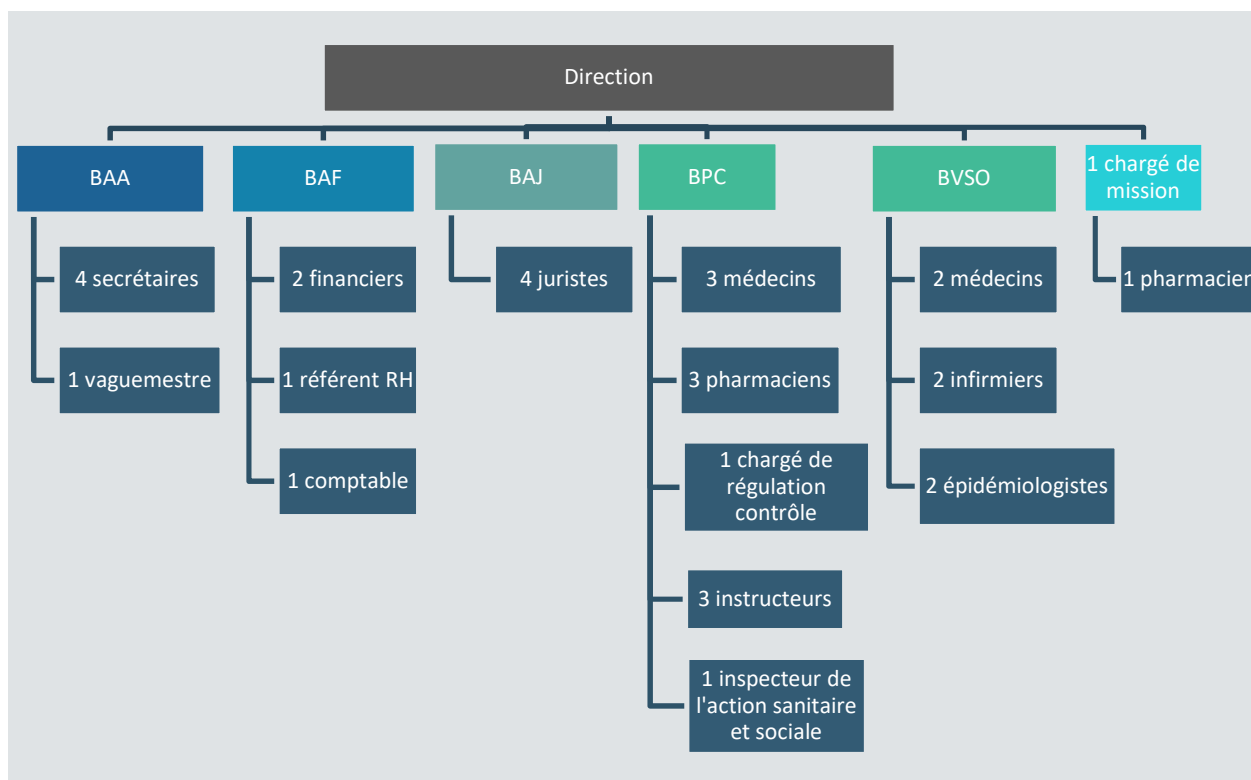 Direction
BAA
BAF
BAJ
BPC
BVSO
1 chargé de
mission
4 secrétaires
2 financiers
4 juristes
3 médecins
2 médecins
1 pharmacien
1 vaguemestre
1 référent RH
3 pharmaciens
2 infirmiers
1 comptable
1 chargé de
régulation
contrôle
2 épidémiologistes
3 instructeurs
1 inspecteur de
l'action sanitaire
et sociale